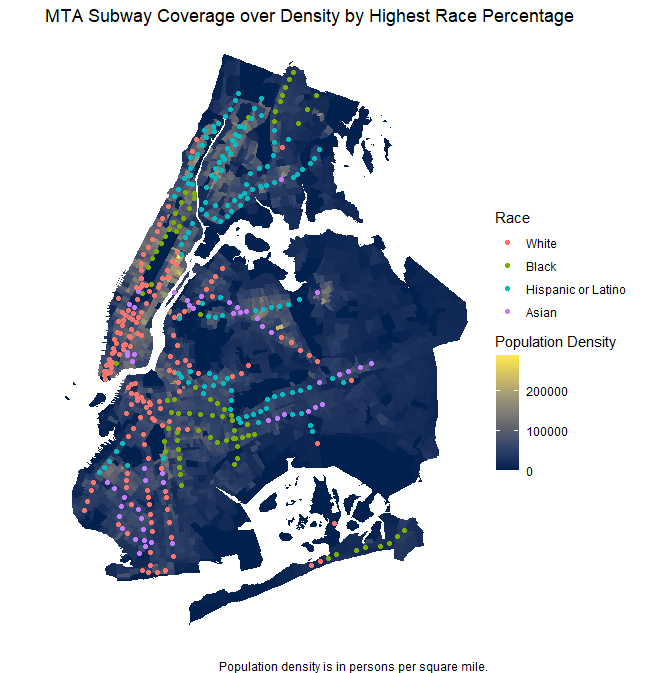 MTA Subway Coverage over Density by Highest Race Percentage
Race
White
Black
Hispanic or Latino
Asian
Population Density
200000
100000
0
Population density is in persons per square mile.